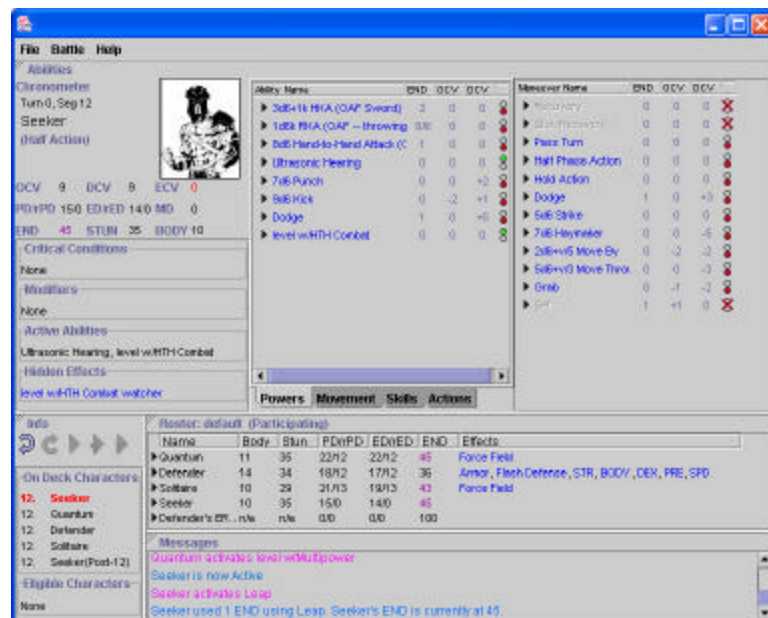 File Battle Help
Abilities
Chronometer
Turn 0, Seg 12
Seeker
(Half Action)
OCV 9 DCV 9 ECV 0
PD/rPD 15/0 ED/rED 14/0 MD 0
END 45 STUN 35 BODY 10
Critical Conditions
None
Modifiers
None
Active Abilities
Ultrasonic Hearing, level w/HTH Combat
Hidden Effects
level w/HTH Combat watcher
Ability Name END OCV DCV
3d6+1k HKA (OAF Sword) 2 0 0
1d6k RKA (OAF -- throwing 0 0
8d6 Hand-to-Hand Attack (C 1 0 0
Ultrasonic Hearing 0 0 0
7d6 Punch 0 0 +2
9d6 Kick 0 -2 +1
Dodge 1 0 +5
level w/HTH Combat 0 0 0
Powers Movement Skills Actions
Maneuver Name END OCV DCV
Recovery 0 0 0
Stun Recovery 0 0 0
Pass Turn 0 0 0
Half Phase Action 0 0 0
Hold Action 0 0 0
Dodge 1 0 +3
5d6 Strike 0 0 0
7d6 Haymaker 0 0 -5
2d6+v/5 Move By 0 -2 -2
5d6+v/3 Move Throu 0 0 -3
Grab 0 -1 -2
1 +1 0
Info
On Deck Characters
12. Seeker
12. Quantum
12. Defender
12. Solitaire
12. Seeker(Post-12)
Eligible Characters
None
Roster: default (Participating)
Name Body Stun PD/rPD ED/rED END Effects
Quantum 11 35 22/12 22/12 45 Force Field
Defender 14 34 18/12 17/12 36 Armor, Flash Defense, STR, BODY, DEX, PRE, SPD
Solitaire 10 29 21/13 19/13 43 Force Field
Seeker 10 35 15/0 14/0 45
Defender's Eff... n/a n/a 0/0 0/0 100
Messages
Quantum activates level w/Multipower
Seeker is now Active
Seeker activates Leap
Seeker used 1 END using Leap. Seeker's END is currently at 45.